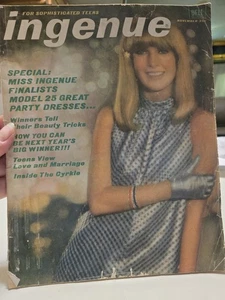 FOR SOPHISTICATED TEENS
ingenue
SPECIAL:
MISS INGENUE
FINALISTS
MODEL 25 GREAT
PARTY DRESSES...
Winners Tell
Their Beauty Tricks
HOW YOU CAN
BE NEXT YEAR'S
BIG WINNER!!!
Teens View
Love and Marriage
Inside The Cyrkle